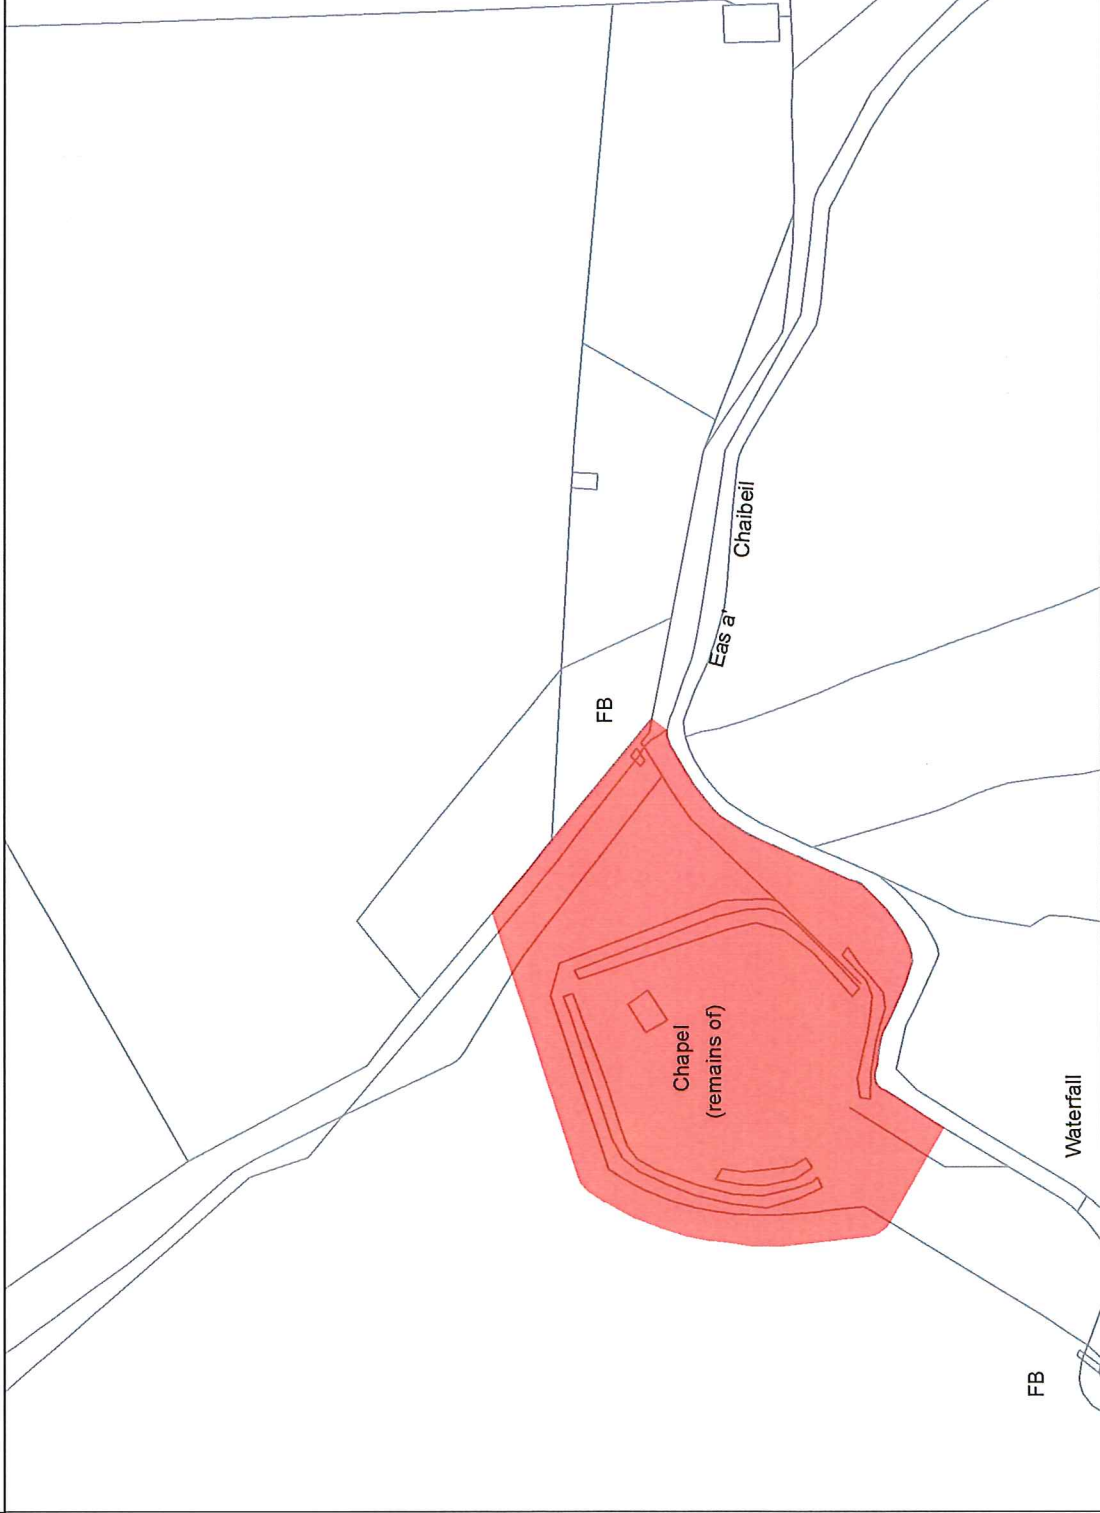 FB
Eas a' Chaibeil
Chapel
(remains of)
Waterfall
FB